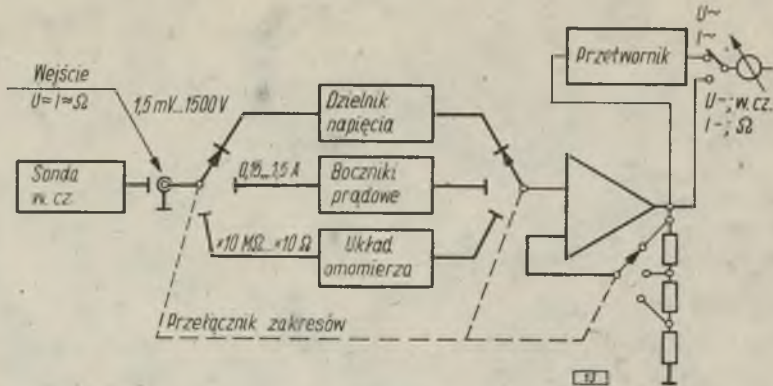 Wejście
U=I≃Ω
1,5 mV...1500 V
Sonda
w.cz.
Dzielnik
napięcia
0,15...1,5 A
Boczniki
prądowe
×10 MΩ...×10 Ω
Układ
omomierza
Przełącznik zakresów
Przetwornik
U~
I~
U-; w.cz.
I-; Ω